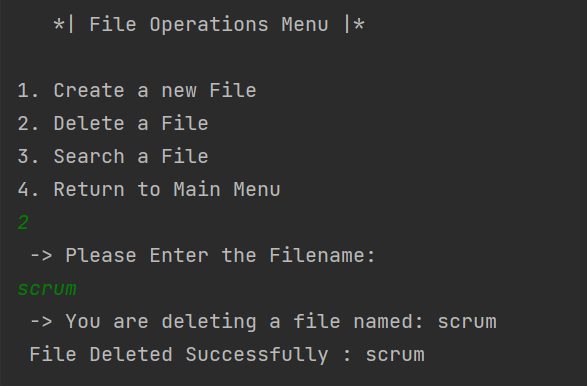 *| File Operations Menu |*
1. Create a new File
2. Delete a File
3. Search a File
4. Return to Main Menu
2
-> Please Enter the Filename:
scrum
-> You are deleting a file named: scrum
File Deleted Successfully : scrum